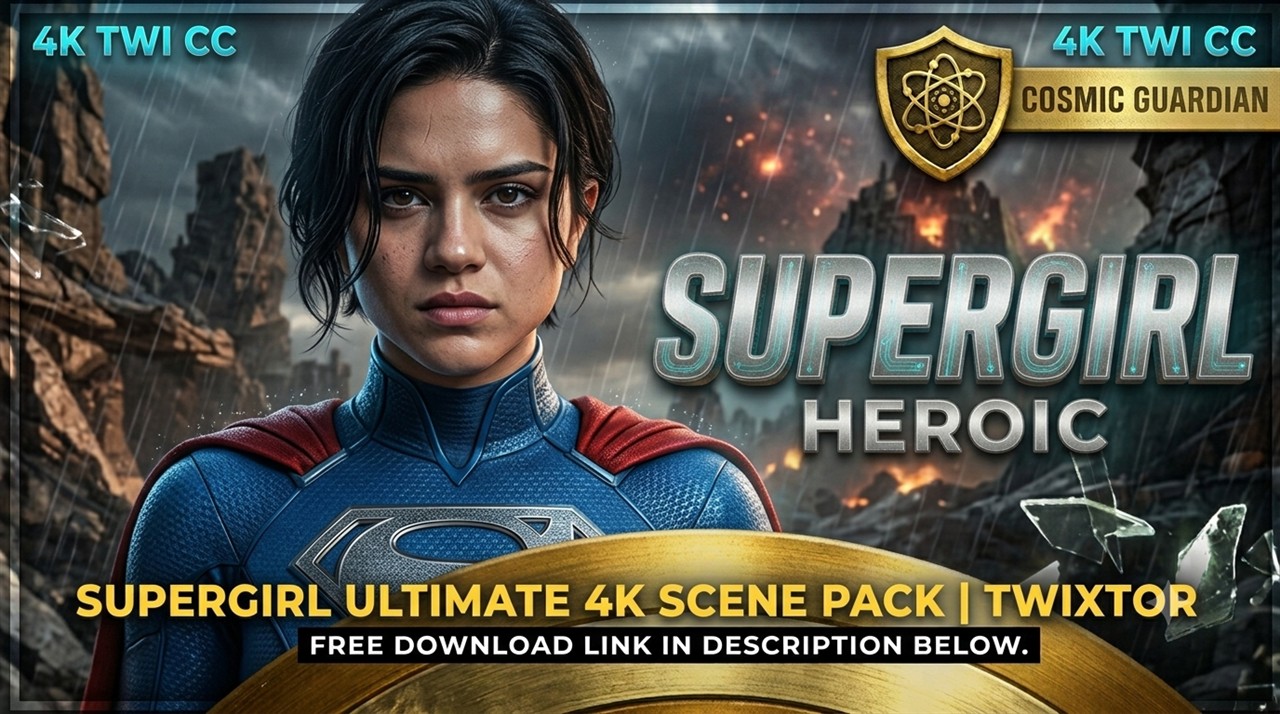 4K TWI CC
4K TWI CC
COSMIC GUARDIAN
SUPERGIRL
HEROIC
SUPERGIRL ULTIMATE 4K SCENE PACK | TWIXTOR
FREE DOWNLOAD LINK IN DESCRIPTION BELOW.